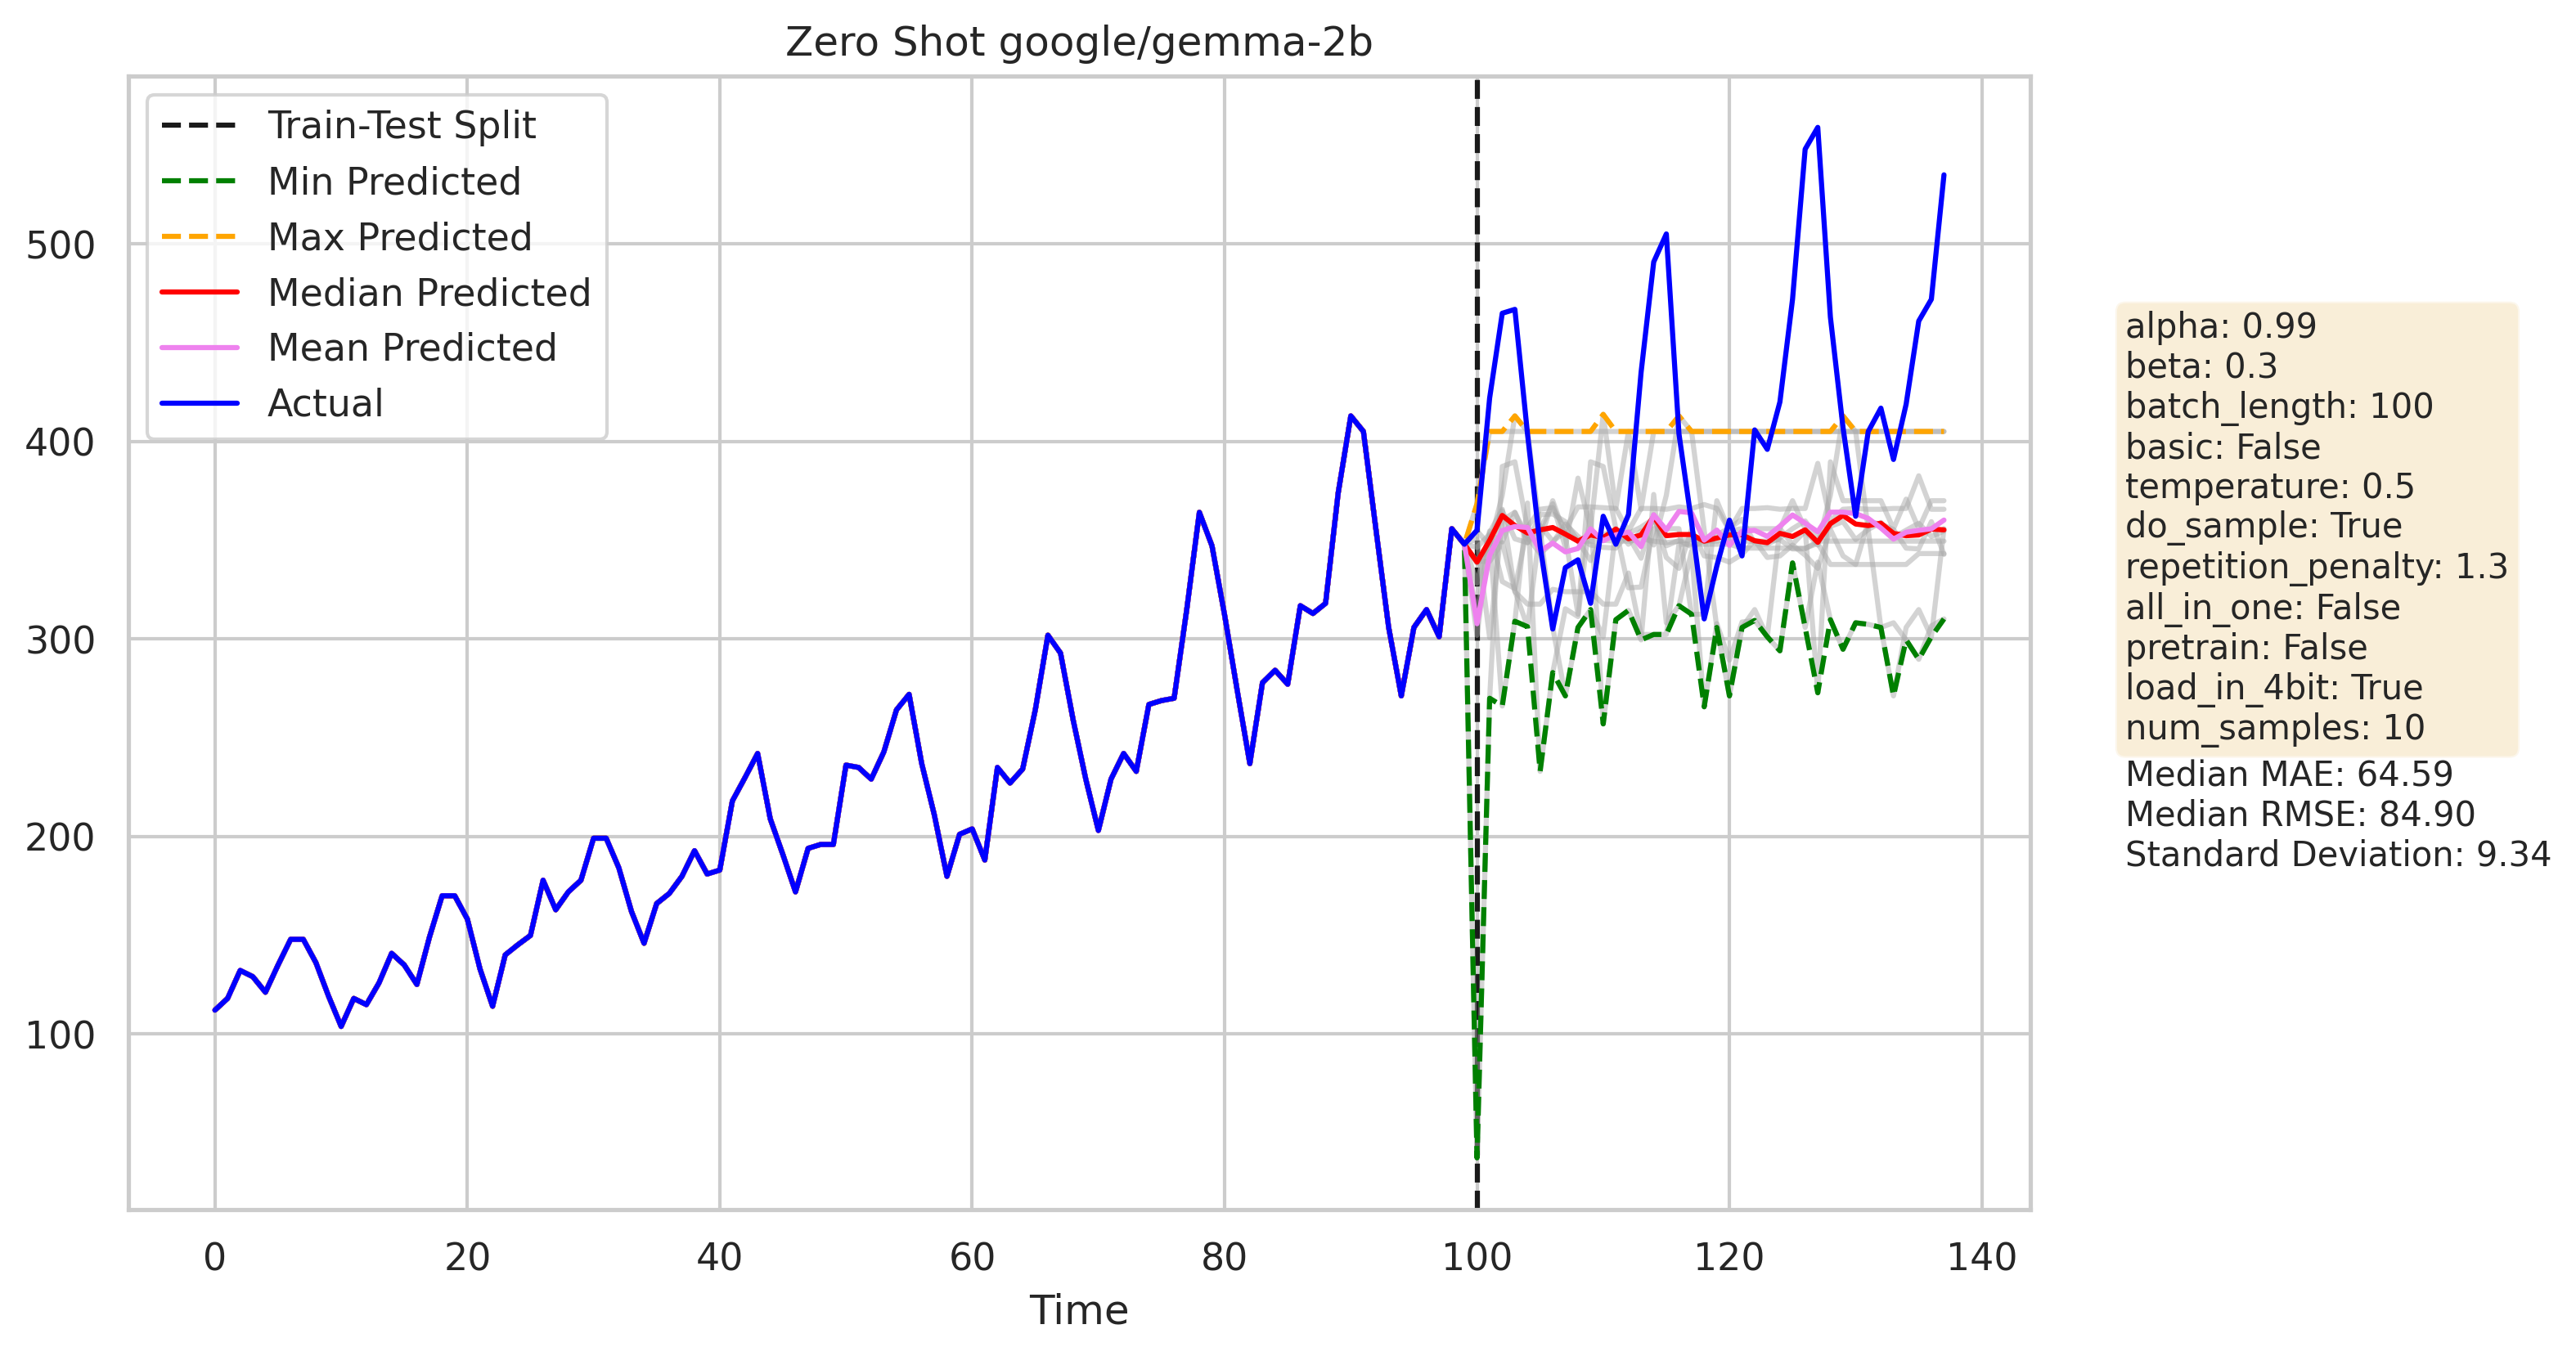 Zero Shot google/gemma-2b
Train-Test Split
Min Predicted
Max Predicted
Median Predicted
Mean Predicted
Actual
500
400
300
200
100
0 20 40 60 80 100 120 140
Time
alpha: 0.99
beta: 0.3
batch_length: 100
basic: False
temperature: 0.5
do_sample: True
repetition_penalty: 1.3
all_in_one: False
pretrain: False
load_in_4bit: True
num_samples: 10
Median MAE: 64.59
Median RMSE: 84.90
Standard Deviation: 9.34